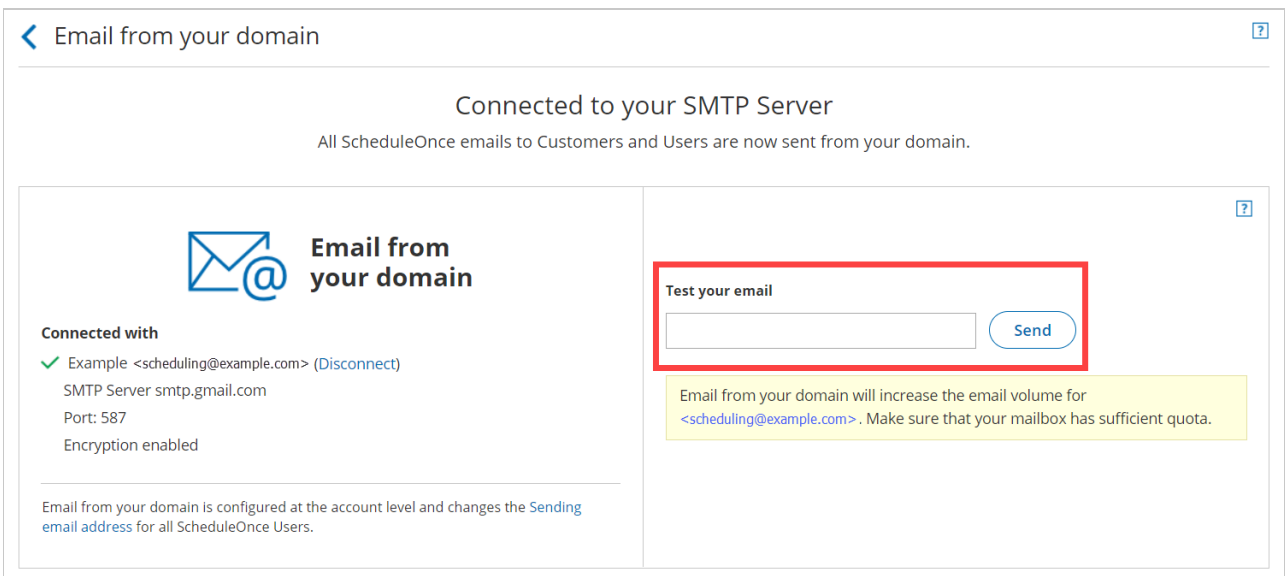 Email from your domain
?
Connected to your SMTP Server
All ScheduleOnce emails to Customers and Users are now sent from your domain.
Email from
your domain
Connected with
Example <scheduling@example.com> (Disconnect)
SMTP Server smtp.gmail.com
Port: 587
Encryption enabled
Email from your domain is configured at the account level and changes the Sending
email address for all ScheduleOnce Users.
?
Test your email
Send
Email from your domain will increase the email volume for
<scheduling@example.com>. Make sure that your mailbox has sufficient quota.